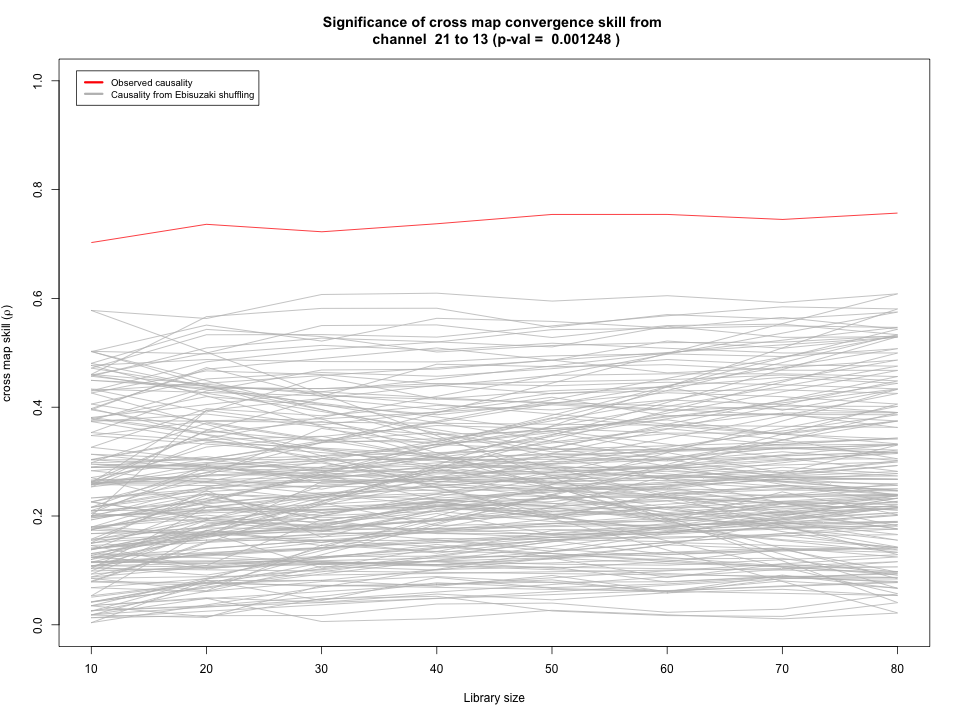 Significance of cross map convergence skill from
channel  21 to 13 (p-val =  0.001248 )
Observed causality
Causality from Ebisuzaki shuffling
cross map skill (ρ)
1.0
0.8
0.6
0.4
0.2
0.0
10 20 30 40 50 60 70 80
Library size